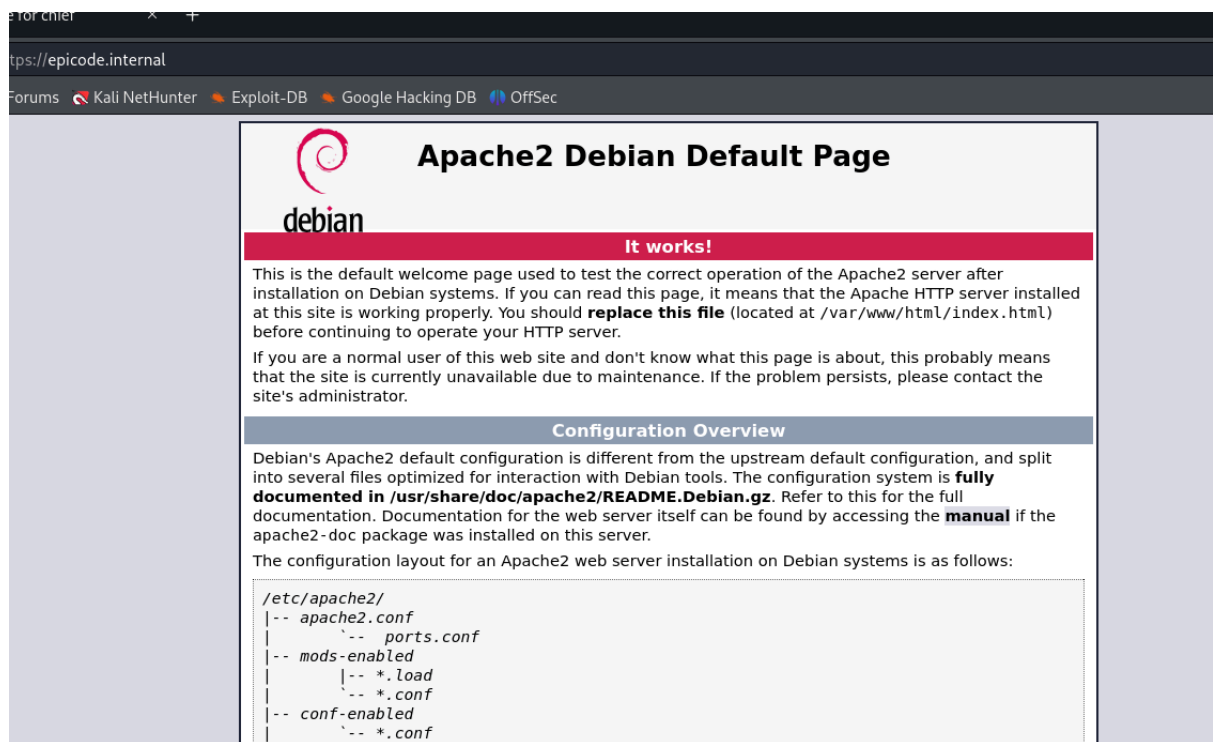 e for chief × +
tps://epicode.internal
Forums Kali NetHunter Exploit-DB Google Hacking DB OffSec
debian
Apache2 Debian Default Page
It works!
This is the default welcome page used to test the correct operation of the Apache2 server after
installation on Debian systems. If you can read this page, it means that the Apache HTTP server installed
at this site is working properly. You should replace this file (located at /var/www/html/index.html)
before continuing to operate your HTTP server.
If you are a normal user of this web site and don't know what this page is about, this probably means
that the site is currently unavailable due to maintenance. If the problem persists, please contact the
site's administrator.
Configuration Overview
Debian's Apache2 default configuration is different from the upstream default configuration, and split
into several files optimized for interaction with Debian tools. The configuration system is fully
documented in /usr/share/doc/apache2/README.Debian.gz. Refer to this for the full
documentation. Documentation for the web server itself can be found by accessing the manual if the
apache2-doc package was installed on this server.
The configuration layout for an Apache2 web server installation on Debian systems is as follows:
/etc/apache2/
|-- apache2.conf
|       `--  ports.conf
|-- mods-enabled
|       |-- *.load
|       `-- *.conf
|-- conf-enabled
|       `-- *.conf